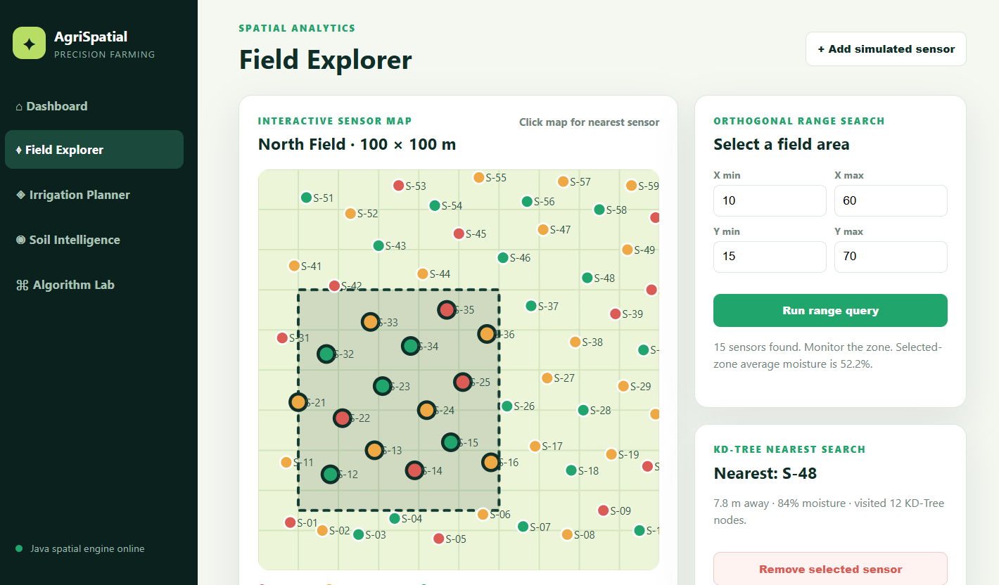 AgriSpatial
PRECISION FARMING
Dashboard
Field Explorer
Irrigation Planner
Soil Intelligence
⌘ Algorithm Lab
Java spatial engine online
SPATIAL ANALYTICS
Field Explorer
+ Add simulated sensor
INTERACTIVE SENSOR MAP
Click map for nearest sensor
North Field · 100 × 100 m
S-55
S-57
S-53
S-59
S-51
S-56
S-54
S-58
S-52
S-47
S-45
S-43
S-49
S-46
S-41
S-44
S-48
S-42
S-37
S-35
S-39
S-33
S-36
S-31
S-38
S-34
S-32
S-
S-27
S-25
S-23
S-29
S-21
S-26
S-24
S-28
S-22
S-15
S-17
S-13
S-19
S-11
S-16
S
S-14
S-18
S-12
S-09
S-06
S-04
S-01
S-07
S-02
S-1
S-03
S-08
S-05
ORTHOGONAL RANGE SEARCH
Select a field area
X min
X max
10
60
Y min
Y max
15
70
Run range query
15 sensors found. Monitor the zone. Selected-
zone average moisture is 52.2%.
KD-TREE NEAREST SEARCH
Nearest: S-48
7.8 m away · 84% moisture · visited 12 KD-Tree
nodes.
Remove selected sensor